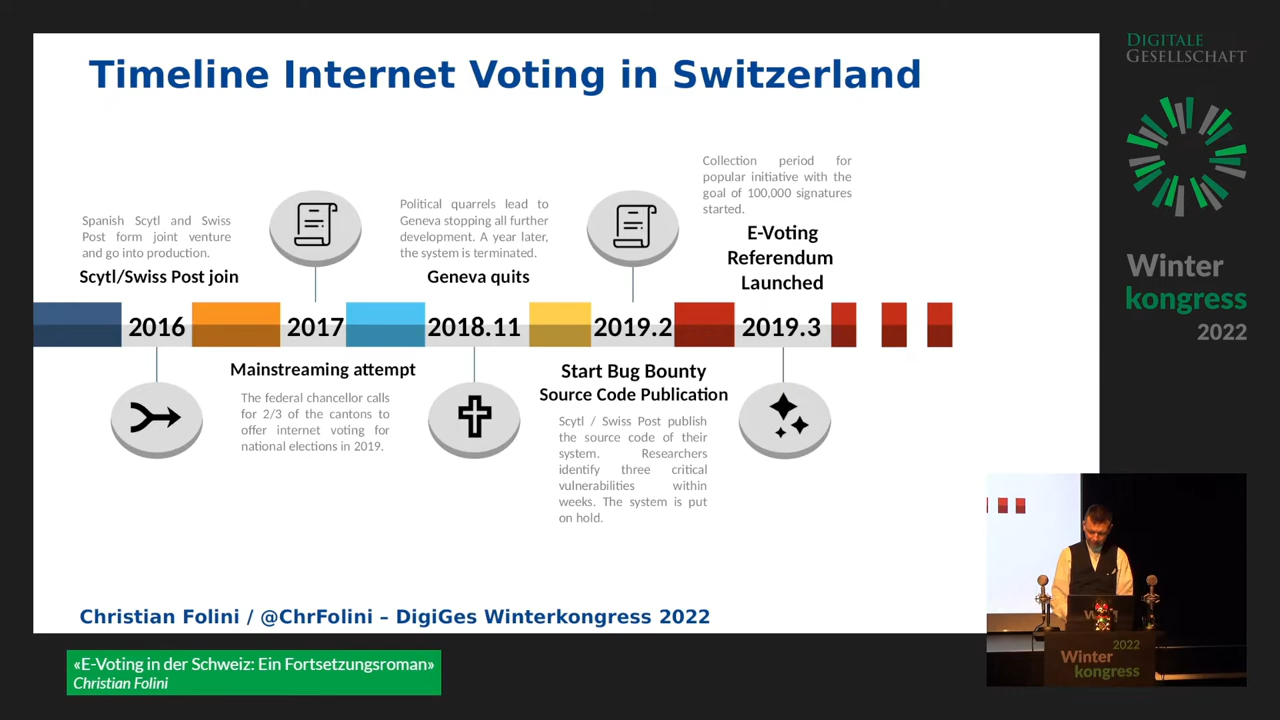 Timeline Internet Voting in Switzerland
Spanish Scytl and Swiss
Post form joint venture
and go into production.
Scytl/Swiss Post join
Political quarrels lead to
Geneva stopping all further
development. A year later,
the system is terminated.
Geneva quits
Collection period for
popular initiative with the
goal of 100,000 signatures
started.
E-Voting
Referendum
Launched
2016
2017
2018.11
2019.2
2019.3
Mainstreaming attempt
The federal chancellor calls
for 2/3 of the cantons to
offer internet voting for
national elections in 2019.
Start Bug Bounty
Source Code Publication
Scytl / Swiss Post publish
the source code of their
system. Researchers
identify three critical
vulnerabilities within
weeks. The system is put
on hold.
Christian Folini / @ChrFolini – DigiGes Winterkongress 2022
«E-Voting in der Schweiz: Ein Fortsetzungsroman»
Christian Folini
DIGITALE
GESELLSCHAFT
Winter
kongress
2022
2022
Winter
kongress